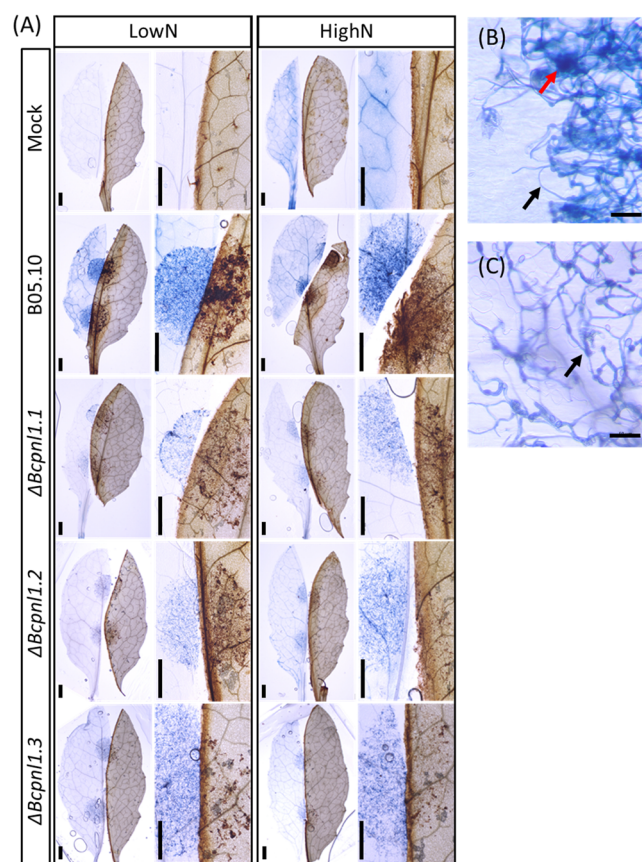 (A)
LowN
HighN
Mock
B05.10
ΔBcpnl1.1
ΔBcpnl1.2
ΔBcpnl1.3
(B)
(C)